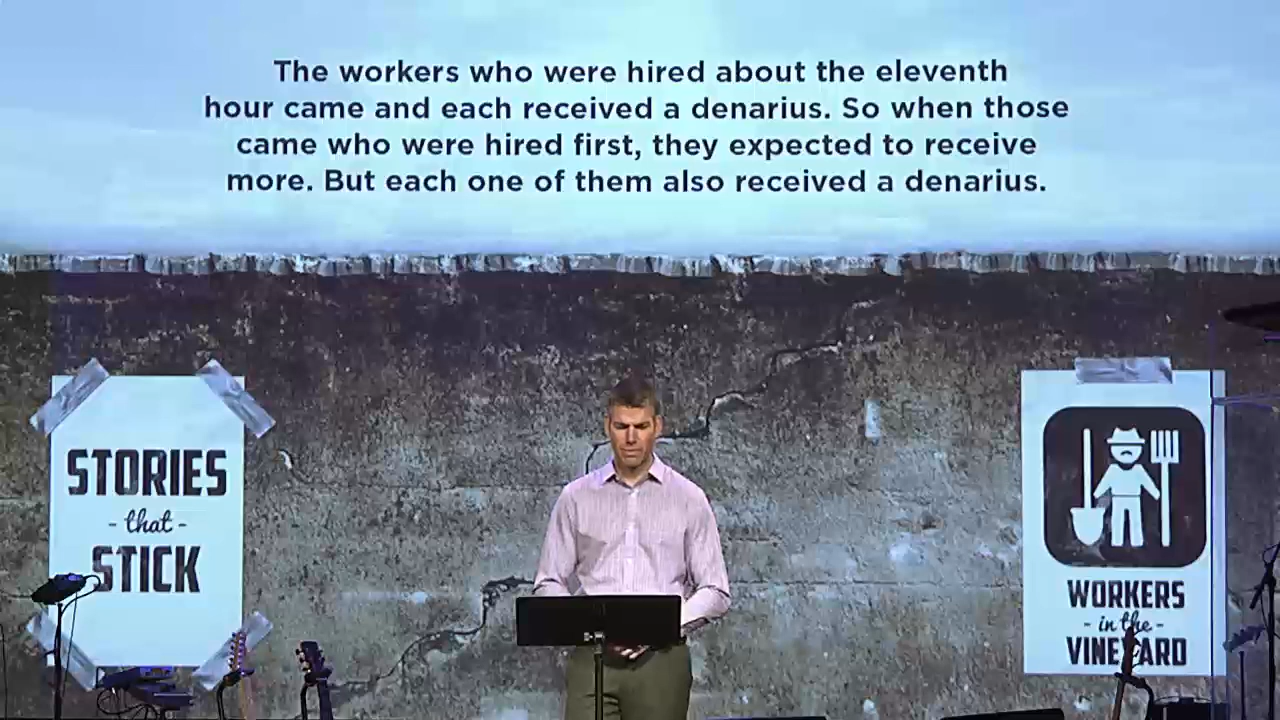 The workers who were hired about the eleventh
hour came and each received a denarius. So when those
came who were hired first, they expected to receive
more. But each one of them also received a denarius.
STORIES
- that -
STICK
WORKERS
- in the -
VINEYARD